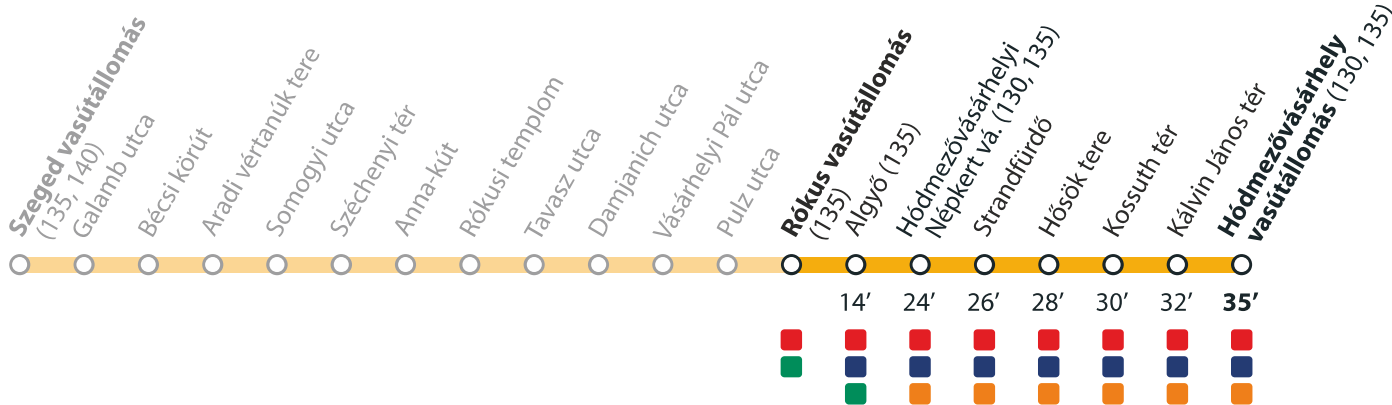 Szeged vasútállomás
(135, 140)
Galamb utca
Bécsi körút
Aradi vértanúk tere
Somogyi utca
Széchenyi tér
Anna-kút
Rókusi templom
Tavasz utca
Damjanich utca
Vásárhelyi Pál utca
Pulz utca
Rókus vasútállomás
(135)
Algyő (135)
Hódmezővásárhelyi
Népkert vá. (130, 135)
Strandfürdő
Hősök tere
Kossuth tér
Kálvin János tér
Hódmezővásárhely
vasútállomás (130, 135)
14’ 24’ 26’ 28’ 30’ 32’ 35’